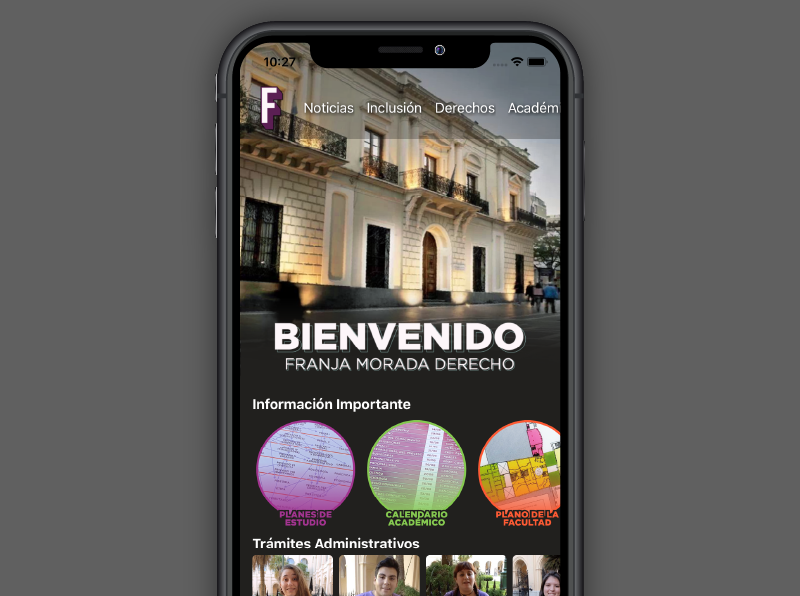 10:27
F
Noticias Inclusión Derechos Académ
BIENVENIDO
FRANJA MORADA DERECHO
Información Importante
PLANES DE
ESTUDIO
CALENDARIO
ACADÉMICO
PLANO DE LA
FACULTAD
Trámites Administrativos